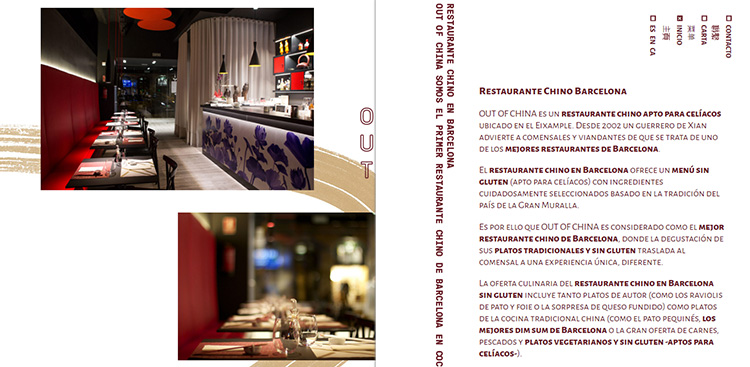 OUT
RESTAURANTE CHINO EN BARCELONA
OUT OF CHINA SOMOS EL PRIMER RESTAURANTE CHINO DE BARCELONA EN COC
CONTACTO
CARTA
菜单
INICIO
主頁
ES EN CA
RESTAURANTE CHINO BARCELONA
OUT OF CHINA ES UN RESTAURANTE CHINO APTO PARA CELÍACOS
UBICADO EN EL EIXAMPLE. DESDE 2002 UN GUERRERO DE XIAN
ADVIERTE A COMENSALES Y VIANDANTES DE QUE SE TRATA DE UNO
DE LOS MEJORES RESTAURANTES DE BARCELONA.
EL RESTAURANTE CHINO EN BARCELONA OFRECE UN MENÚ SIN
GLUTEN (APTO PARA CELÍACOS) CON INGREDIENTES
CUIDADOSAMENTE SELECCIONADOS BASADO EN LA TRADICIÓN DEL
PAÍS DE LA GRAN MURALLA.
ES POR ELLO QUE OUT OF CHINA ES CONSIDERADO COMO EL MEJOR
RESTAURANTE CHINO DE BARCELONA, DONDE LA DEGUSTACIÓN DE
SUS PLATOS TRADICIONALES Y SIN GLUTEN TRASLADA AL
COMENSAL A UNA EXPERIENCIA ÚNICA, DIFERENTE.
LA OFERTA CULINARIA DEL RESTAURANTE CHINO EN BARCELONA
SIN GLUTEN INCLUYE TANTO PLATOS DE AUTOR (COMO LOS RAVIOLIS
DE PATO Y FOIE O LA SORPRESA DE QUESO FUNDIDO) COMO PLATOS
DE LA COCINA TRADICIONAL CHINA (COMO EL PATO PEQUINÉS, LOS
MEJORES DIM SUM DE BARCELONA O LA GRAN OFERTA DE CARNES,
PESCADOS Y PLATOS VEGETARIANOS Y SIN GLUTEN -APTOS PARA
CELÍACOS-).